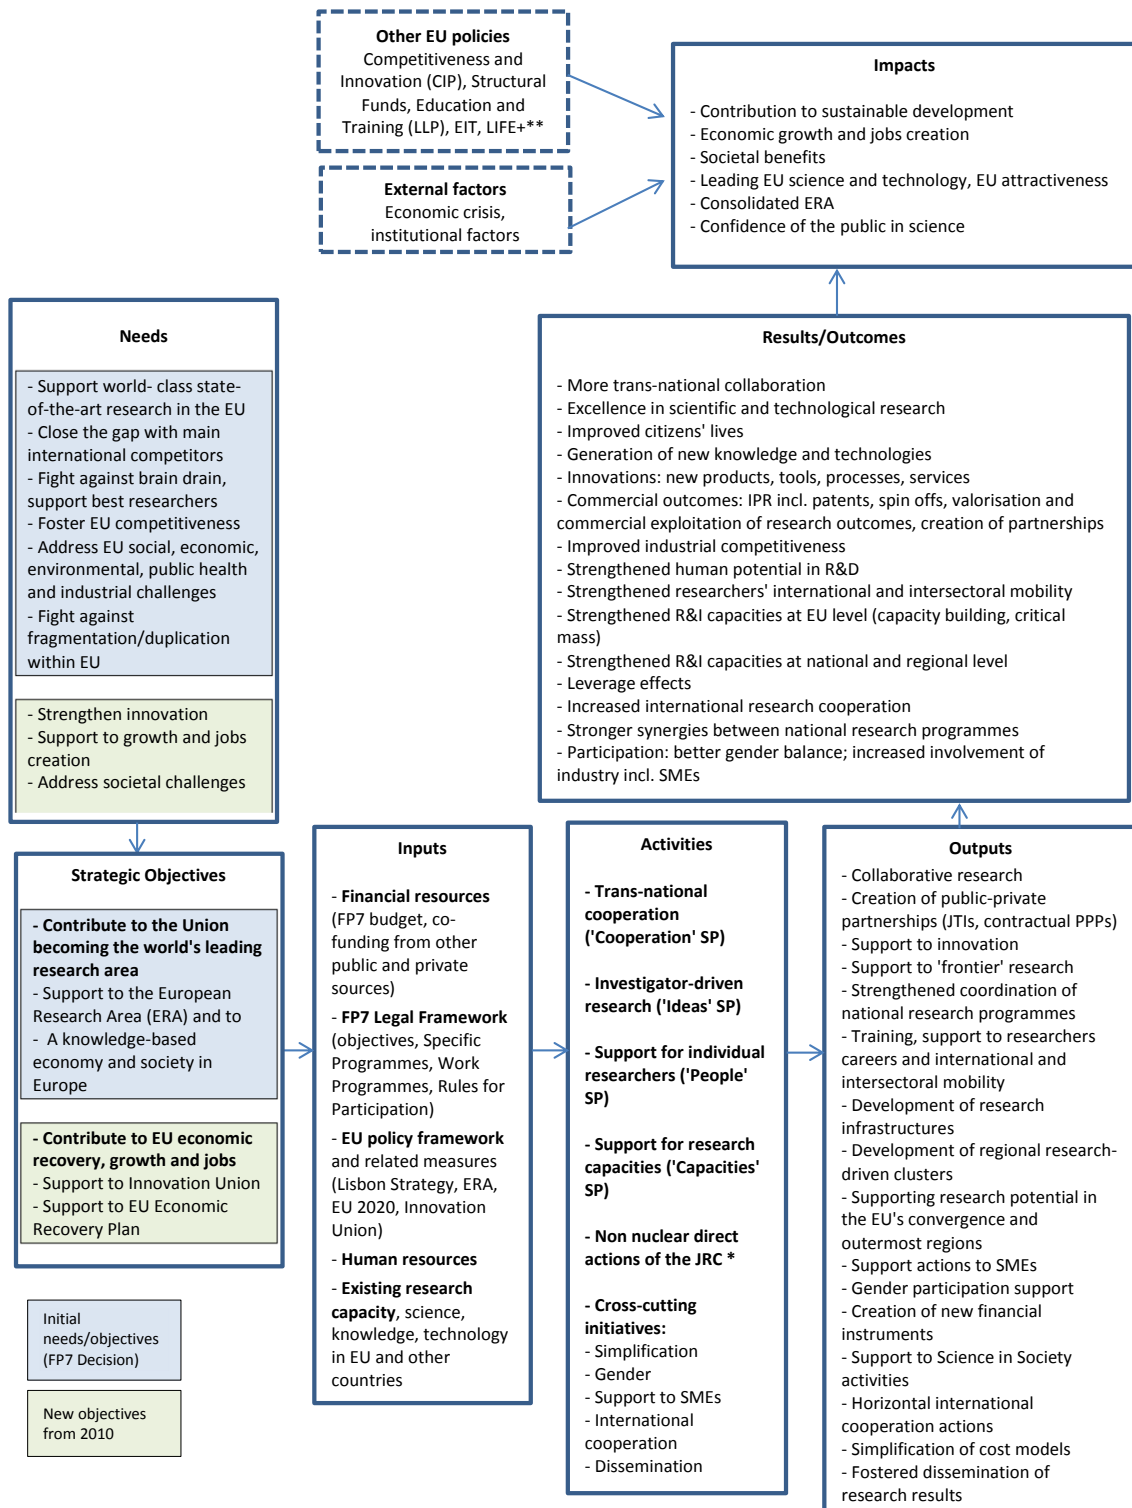 Other EU policies
Competitiveness and
Innovation (CIP), Structural
Funds, Education and
Training (LLP), EIT, LIFE+**
External factors
Economic crisis,
institutional factors
Impacts
- Contribution to sustainable development
- Economic growth and jobs creation
- Societal benefits
- Leading EU science and technology, EU attractiveness
- Consolidated ERA
- Confidence of the public in science
Needs
- Support world- class state-
of-the-art research in the EU
- Close the gap with main
international competitors
- Fight against brain drain,
support best researchers
- Foster EU competitiveness
- Address EU social, economic,
environmental, public health
and industrial challenges
- Fight against
fragmentation/duplication
within EU
- Strengthen innovation
- Support to growth and jobs
creation
- Address societal challenges
Results/Outcomes
- More trans-national collaboration
- Excellence in scientific and technological research
- Improved citizens' lives
- Generation of new knowledge and technologies
- Innovations: new products, tools, processes, services
- Commercial outcomes: IPR incl. patents, spin offs, valorisation and
commercial exploitation of research outcomes, creation of partnerships
- Improved industrial competitiveness
- Strengthened human potential in R&D
- Strengthened researchers' international and intersectoral mobility
- Strengthened R&I capacities at EU level (capacity building, critical
mass)
- Strengthened R&I capacities at national and regional level
- Leverage effects
- Increased international research cooperation
- Stronger synergies between national research programmes
- Participation: better gender balance; increased involvement of
industry incl. SMEs
Strategic Objectives
- Contribute to the Union
becoming the world's leading
research area
- Support to the European
Research Area (ERA) and to
- A knowledge-based
economy and society in
Europe
- Contribute to EU economic
recovery, growth and jobs
- Support to Innovation Union
- Support to EU Economic
Recovery Plan
Inputs
- Financial resources
(FP7 budget, co-
funding from other
public and private
sources)
- FP7 Legal Framework
(objectives, Specific
Programmes, Work
Programmes, Rules for
Participation)
- EU policy framework
and related measures
(Lisbon Strategy, ERA,
EU 2020, Innovation
Union)
- Human resources
- Existing research
capacity, science,
knowledge, technology
in EU and other
countries
Activities
- Trans-national
cooperation
('Cooperation' SP)
- Investigator-driven
research ('Ideas' SP)
- Support for individual
researchers ('People'
SP)
- Support for research
capacities ('Capacities'
SP)
- Non nuclear direct
actions of the JRC *
- Cross-cutting
initiatives:
- Simplification
- Gender
- Support to SMEs
- International
cooperation
- Dissemination
Outputs
- Collaborative research
- Creation of public-private
partnerships (JTIs, contractual PPPs)
- Support to innovation
- Support to 'frontier' research
- Strengthened coordination of
national research programmes
- Training, support to researchers
careers and international and
intersectoral mobility
- Development of research
infrastructures
- Development of regional research-
driven clusters
- Supporting research potential in
the EU's convergence and
outermost regions
- Support actions to SMEs
- Gender participation support
- Creation of new financial
instruments
- Support to Science in Society
activities
- Horizontal international
cooperation actions
- Simplification of cost models
- Fostered dissemination of
research results
Initial
needs/objectives
(FP7 Decision)
New objectives
from 2010